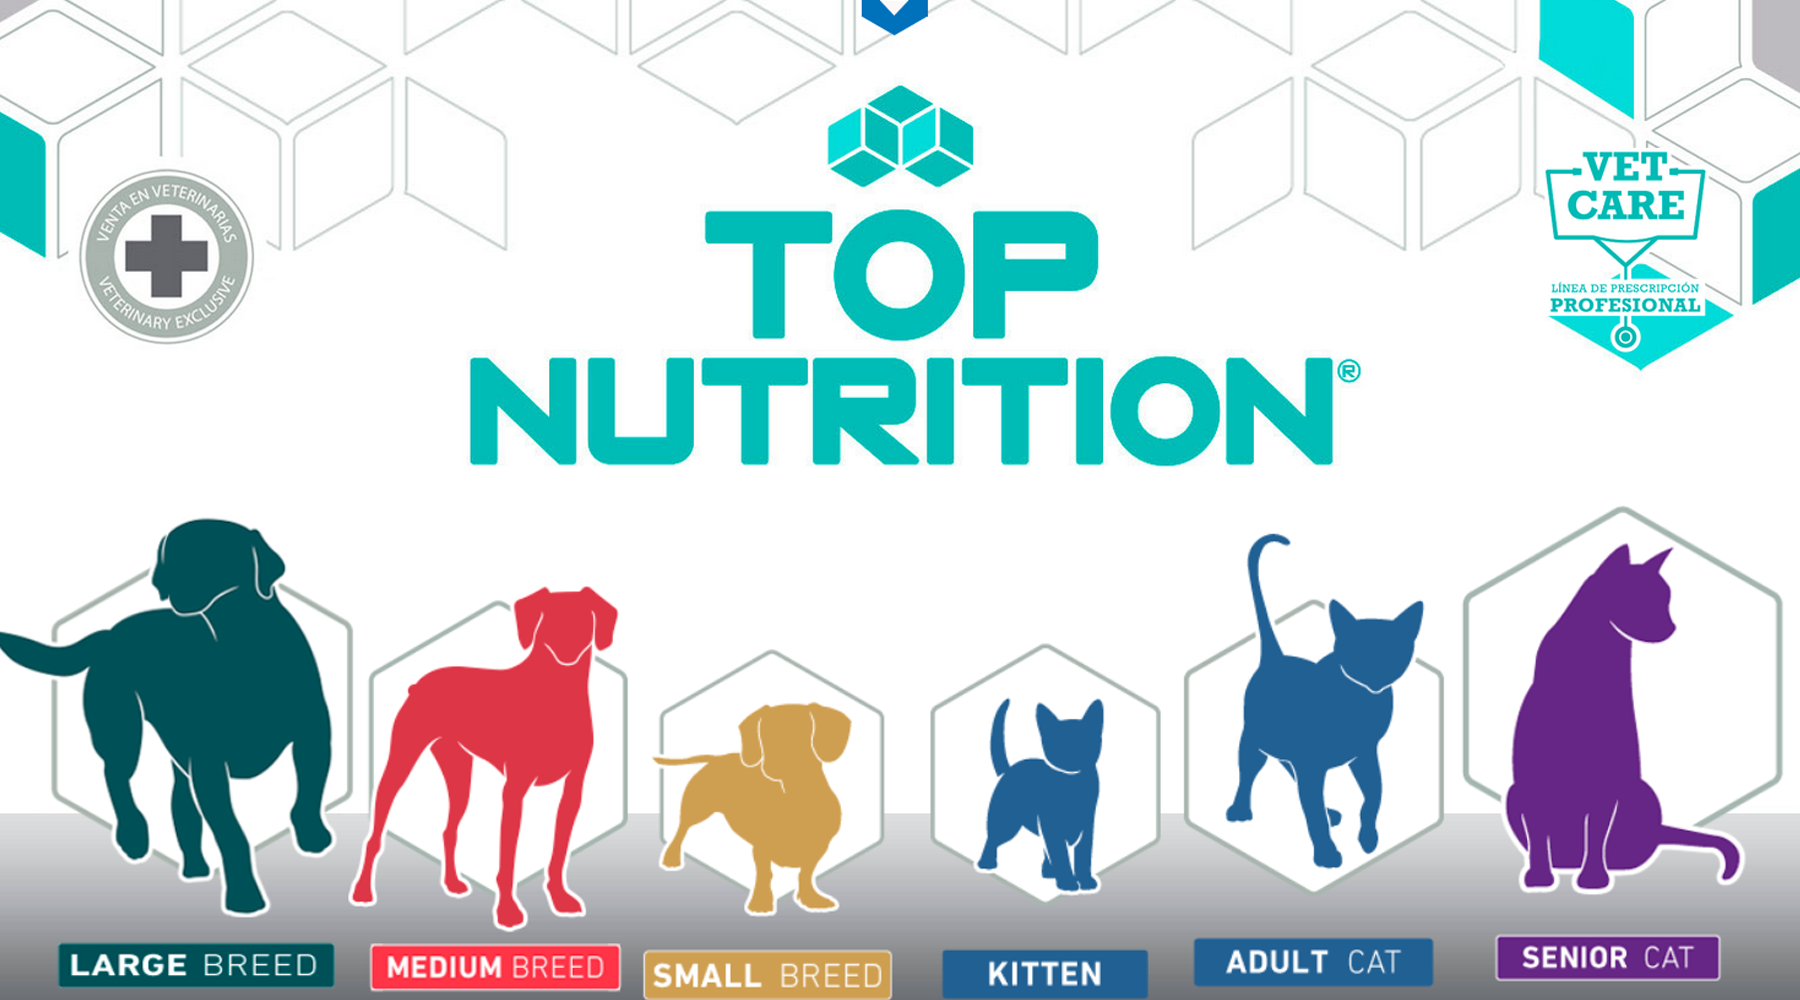 VENTA EN VETERINARIAS
VETERINARY EXCLUSIVE
TOP
NUTRITION®
VET
CARE
LÍNEA DE PRESCRIPCIÓN
PROFESIONAL
LARGE BREED
MEDIUM BREED
SMALL BREED
KITTEN
ADULT CAT
SENIOR CAT